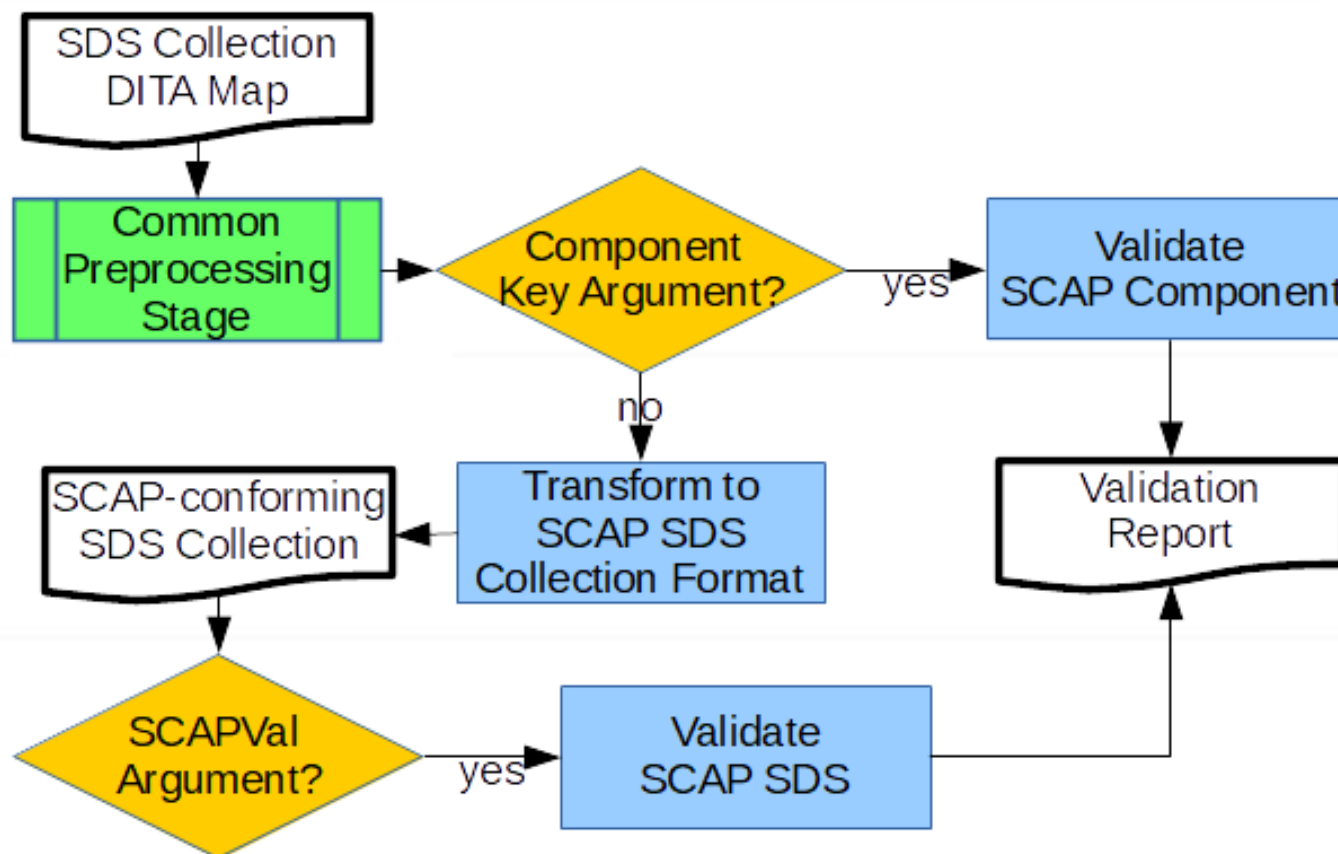 SDS Collection
DITA Map
Common
Preprocessing
Stage
Component
Key Argument?
yes
Validate
SCAP Component
no
SCAP-conforming
SDS Collection
Transform to
SCAP SDS
Collection Format
Validation
Report
SCAPVal
Argument?
yes
Validate
SCAP SDS